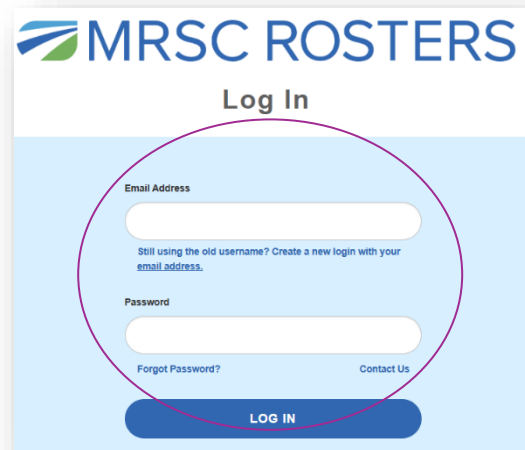 MRSC ROSTERS
Log In
Email Address
Still using the old username? Create a new login with your
email address.
Password
Forgot Password? Contact Us
LOG IN